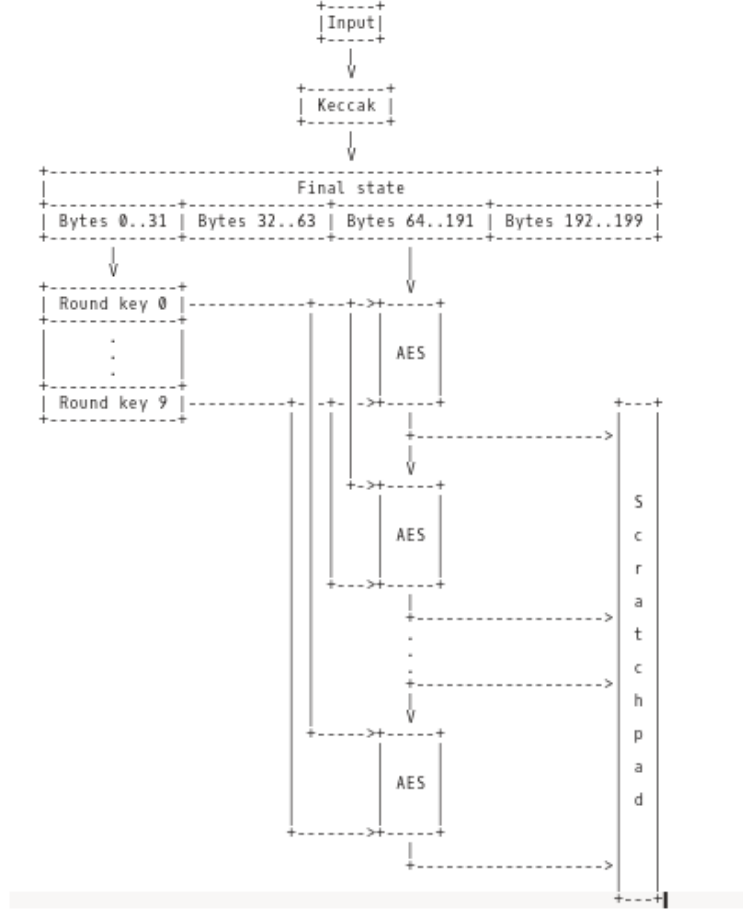 Input
Keccak
Final state
Bytes 0..31 | Bytes 32..63 | Bytes 64..191 | Bytes 192..199
Round key 0
.
.
.
AES
Round key 9
AES
.
.
.
AES
Scratchpad